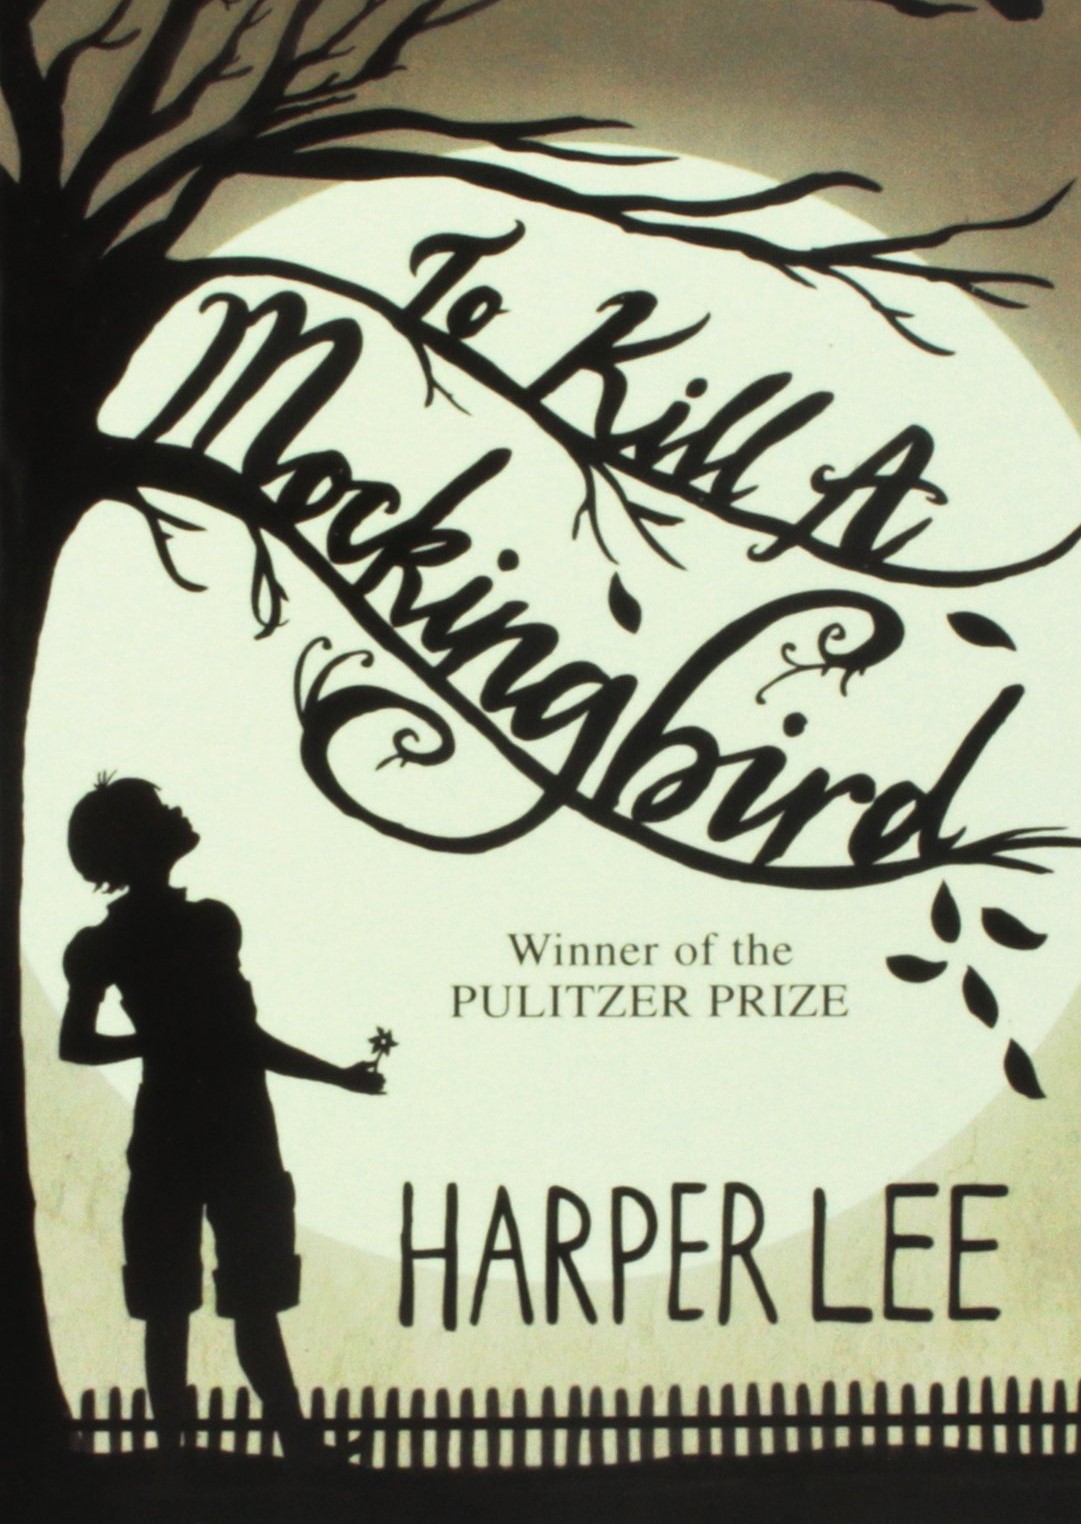 To Kill A
Mockingbird
Winner of the
PULITZER PRIZE
HARPER LEE